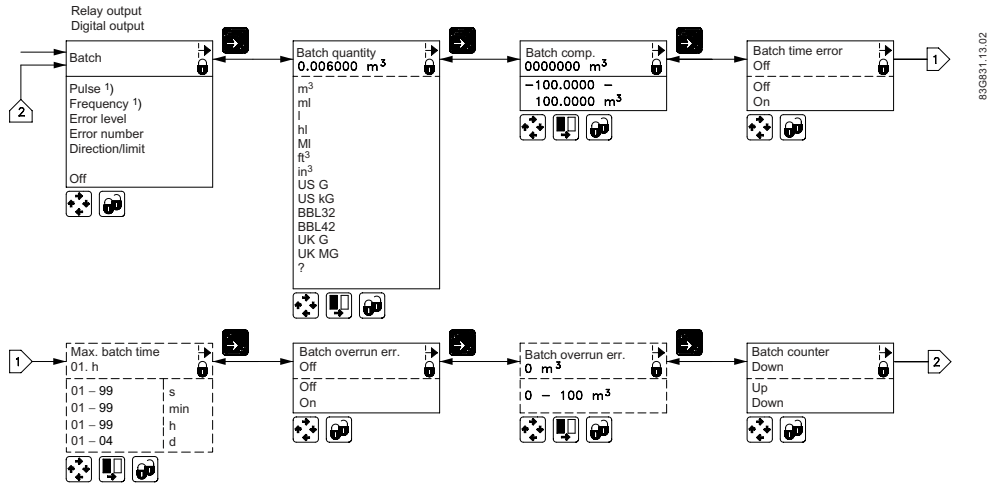 Relay output
Digital output
Batch
Pulse 1)
Frequency 1)
Error level
Error number
Direction/limit
Off
2
Batch quantity
0.006000 m³
m³
ml
l
hl
Ml
ft³
in³
US G
US kG
BBL32
BBL42
UK G
UK MG
?
Batch comp.
0000000 m³
−100.0000 −
100.0000 m³
Batch time error
Off
Off
On
1
83G831.13.02
1
Max. batch time
01. h
01 – 99 s
01 – 99 min
01 – 99 h
01 – 04 d
Batch overrun err.
Off
Off
On
Batch overrun err.
0 m³
0 − 100 m³
Batch counter
Down
Up
Down
2